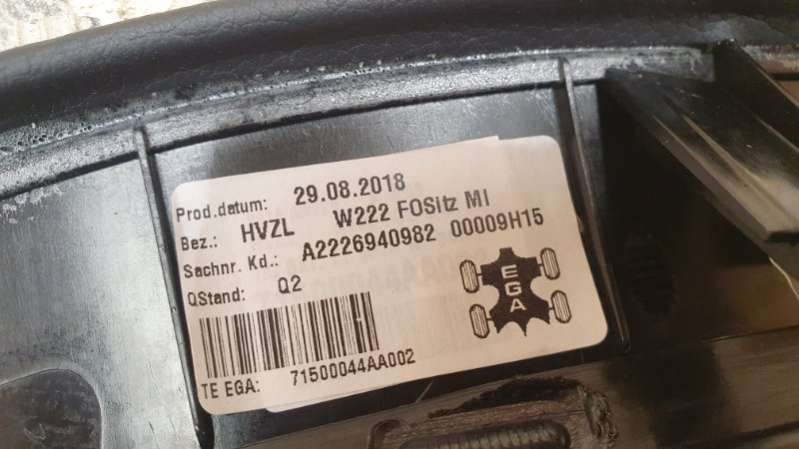 Prod.datum: 29.08.2018
Bez.: HVZL W222 FOSitz MI
Sachnr. Kd.: A2226940982 00009H15
QStand: Q2
EGA
TE EGA: 71500044AA002